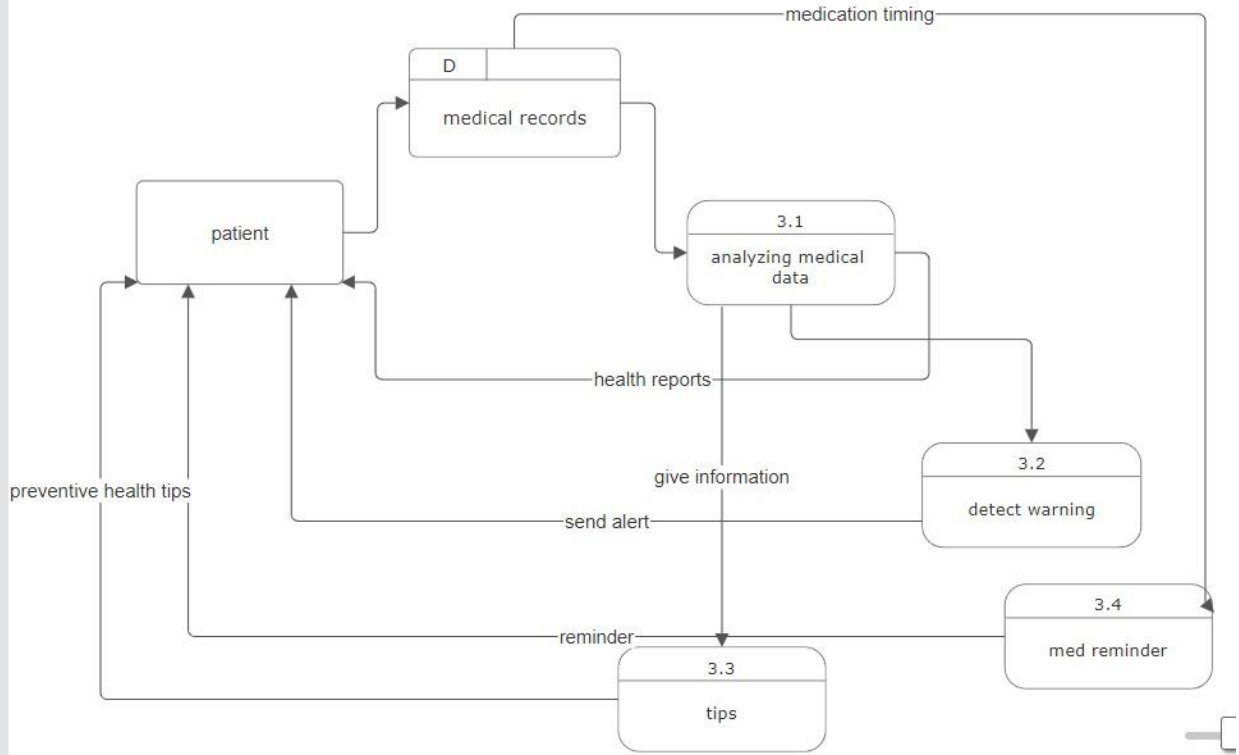 medication timing
D
medical records
patient
3.1
analyzing medical
data
health reports
3.2
give information
preventive health tips
detect warning
send alert
3.4
reminder
med reminder
3.3
tips